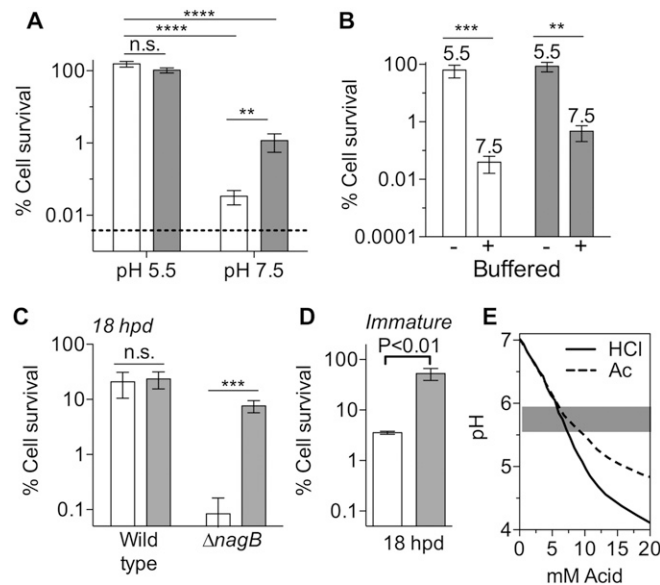 A
****
****
n.s.
**
% Cell survival
100
1
0.01
pH 5.5
pH 7.5
B
***
**
5.5
5.5
7.5
7.5
% Cell survival
100
1
0.01
0.0001
- + - +
Buffered
C
18 hpd
n.s.
***
% Cell survival
100
10
1
0.1
Wild
type
ΔnagB
D
Immature
P<0.01
% Cell survival
100
10
1
0.1
18 hpd
E
HCl
Ac
pH
7
6
5
4
0 5 10 15 20
mM Acid